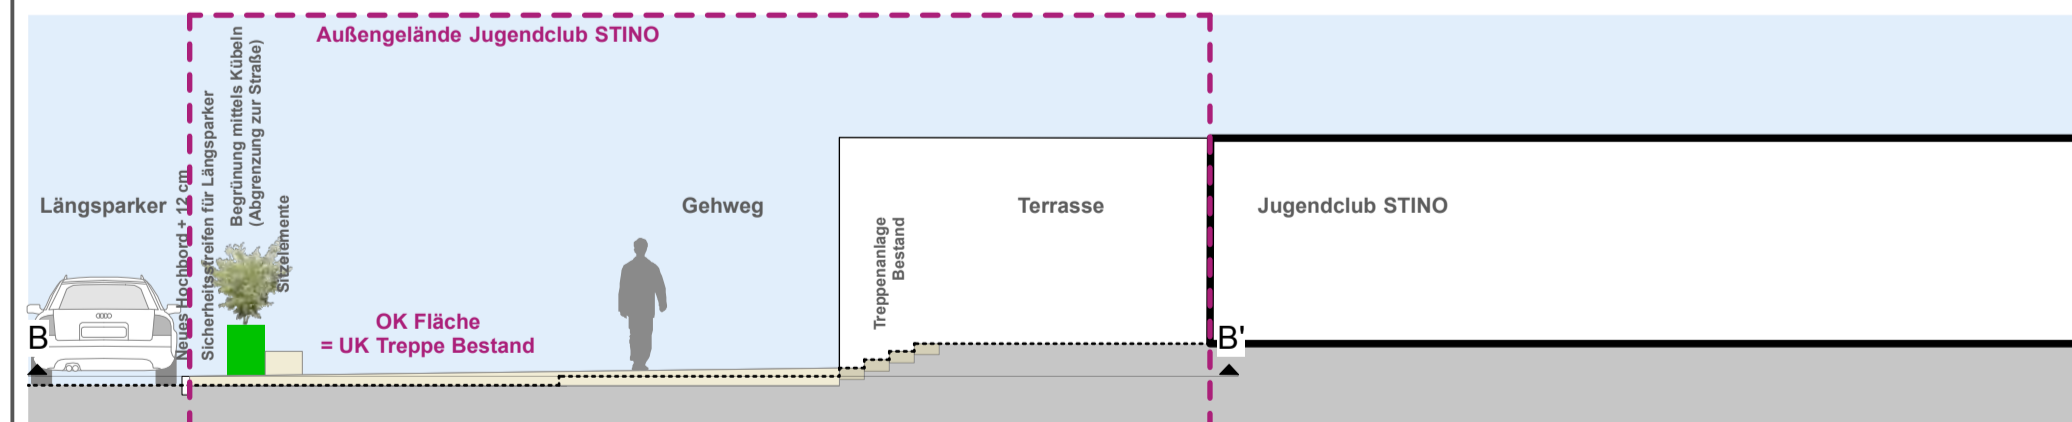 Außengelände Jugendclub STINO
Längsparker
Neues Hochbord + 12 cm
Sicherheitsstreifen für Längsparker
Begrünung mittels Kübeln
(Abgrenzung zur Straße)
Sitzelemente
OK Fläche
= UK Treppe Bestand
Gehweg
Treppenanlage
Bestand
Terrasse
Jugendclub STINO
B
B'